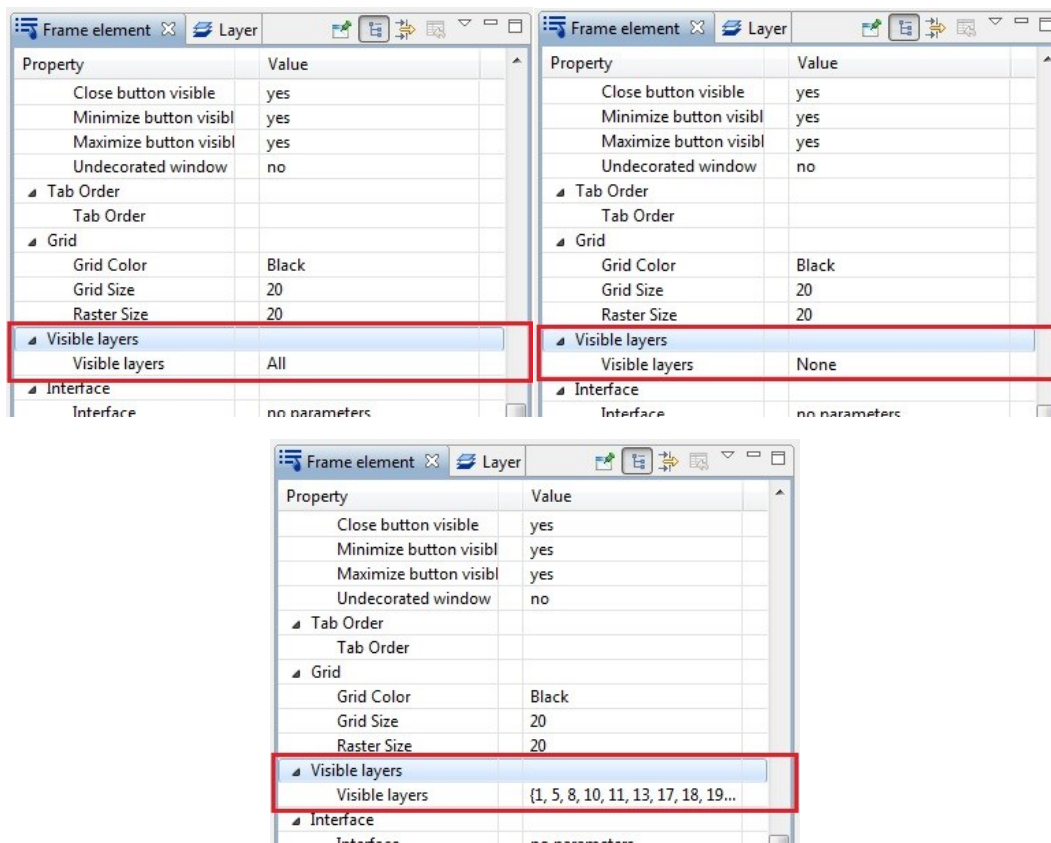 Frame element Layer
Property Value
Close button visible yes
Minimize button visibl yes
Maximize button visibl yes
Undecorated window no
Tab Order
Tab Order
Grid
Grid Color Black
Grid Size 20
Raster Size 20
Visible layers
Visible layers All
Interface
Interface no parameters
Frame element Layer
Property Value
Close button visible yes
Minimize button visibl yes
Maximize button visibl yes
Undecorated window no
Tab Order
Tab Order
Grid
Grid Color Black
Grid Size 20
Raster Size 20
Visible layers
Visible layers None
Interface
Interface no parameters
Frame element Layer
Property Value
Close button visible yes
Minimize button visibl yes
Maximize button visibl yes
Undecorated window no
Tab Order
Tab Order
Grid
Grid Color Black
Grid Size 20
Raster Size 20
Visible layers
Visible layers {1, 5, 8, 10, 11, 13, 17, 18, 19...
Interface
Interface no parameters